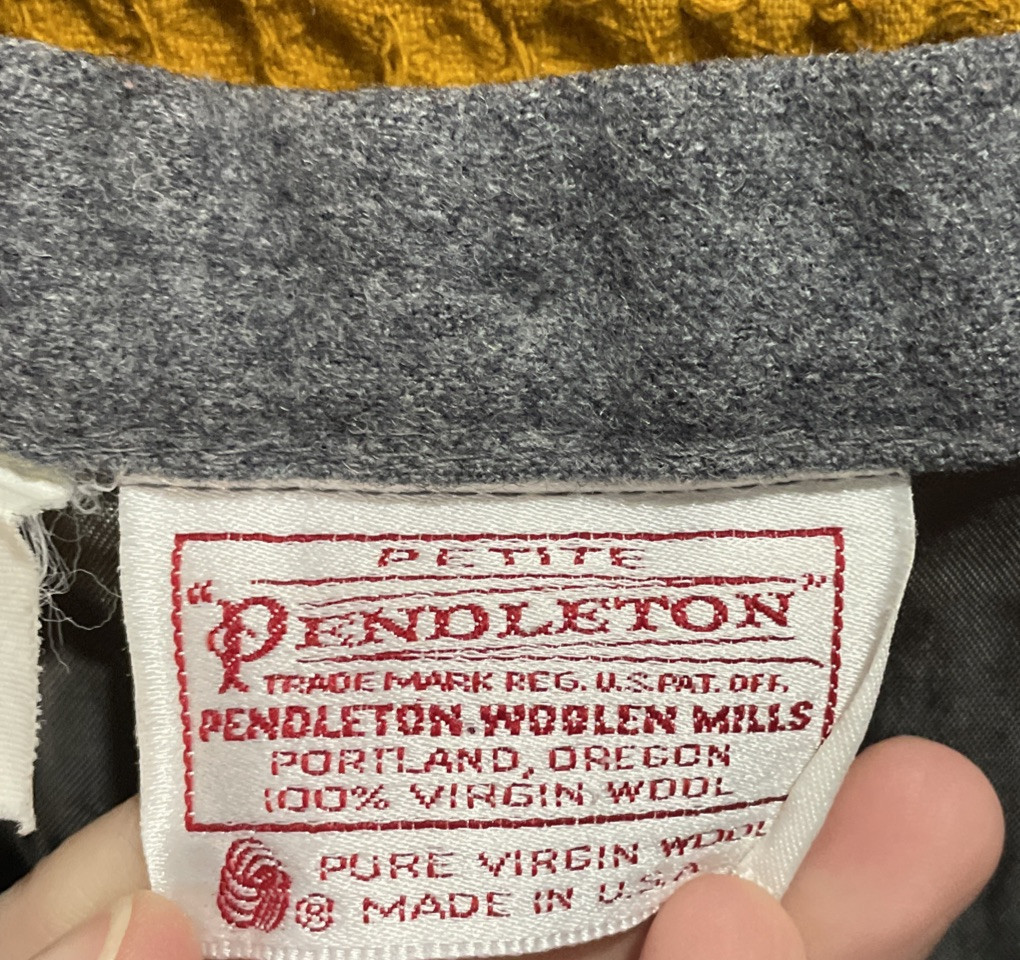 PETITE
"PENDLETON"
TRADE MARK REG. U.S. PAT. OFF.
PENDLETON WOOLEN MILLS
PORTLAND, OREGON
100% VIRGIN WOOL
PURE VIRGIN WOOL
® MADE IN U.S.A.